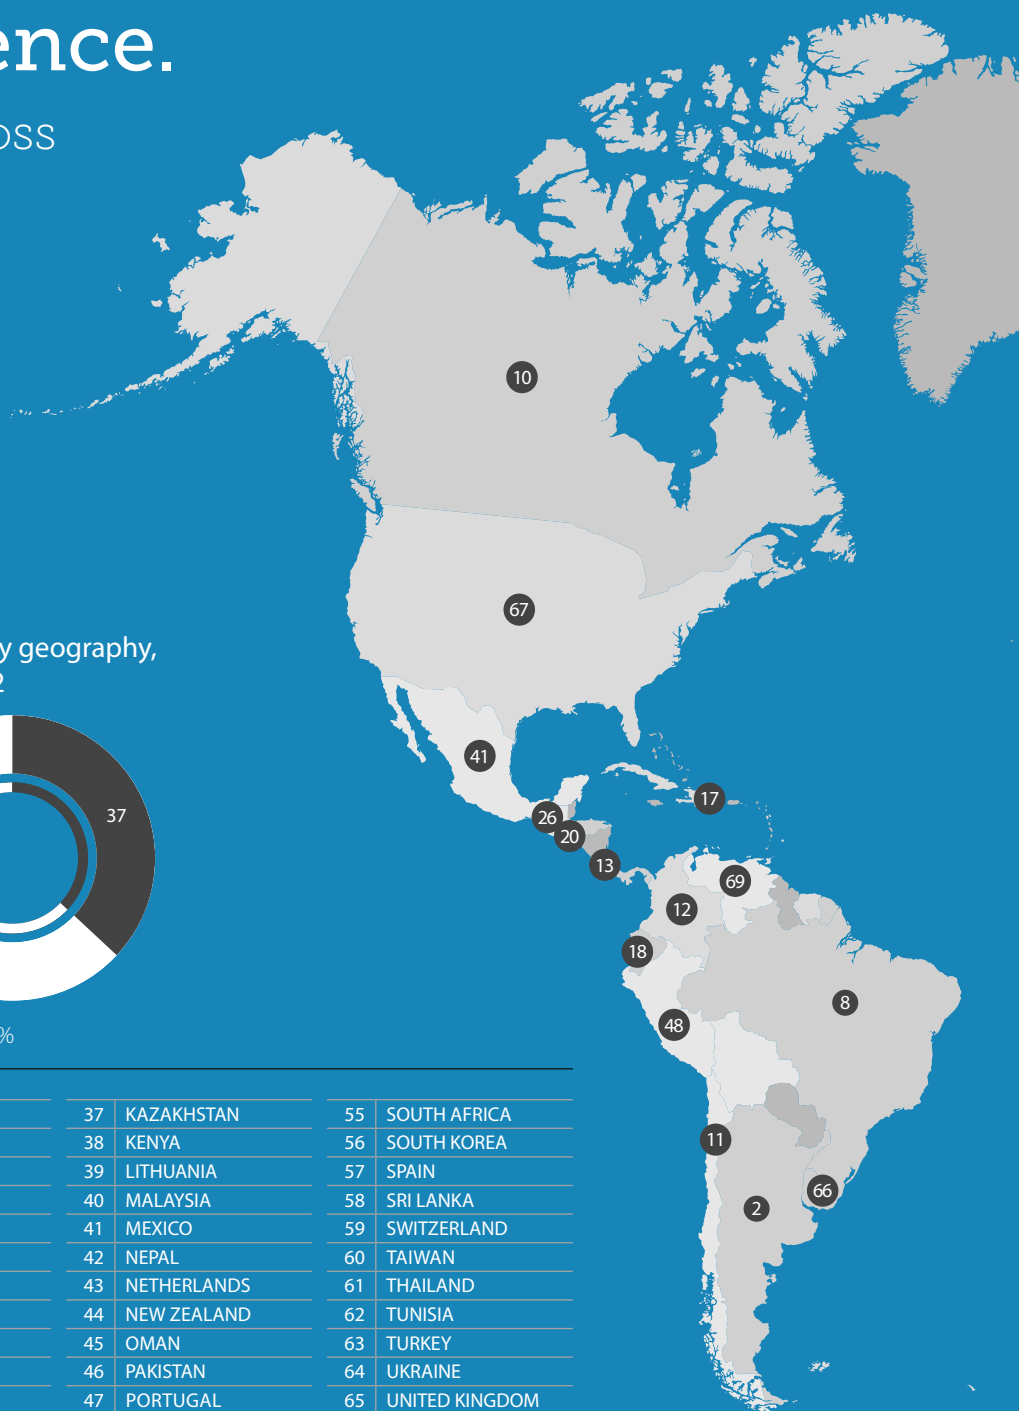 ence.
oss
y geography,
2
37
%
10
67
41
17
26
20
13
69
12
18
8
48
11
66
2
37 KAZAKHSTAN
38 KENYA
39 LITHUANIA
40 MALAYSIA
41 MEXICO
42 NEPAL
43 NETHERLANDS
44 NEW ZEALAND
45 OMAN
46 PAKISTAN
47 PORTUGAL
55 SOUTH AFRICA
56 SOUTH KOREA
57 SPAIN
58 SRI LANKA
59 SWITZERLAND
60 TAIWAN
61 THAILAND
62 TUNISIA
63 TURKEY
64 UKRAINE
65 UNITED KINGDOM